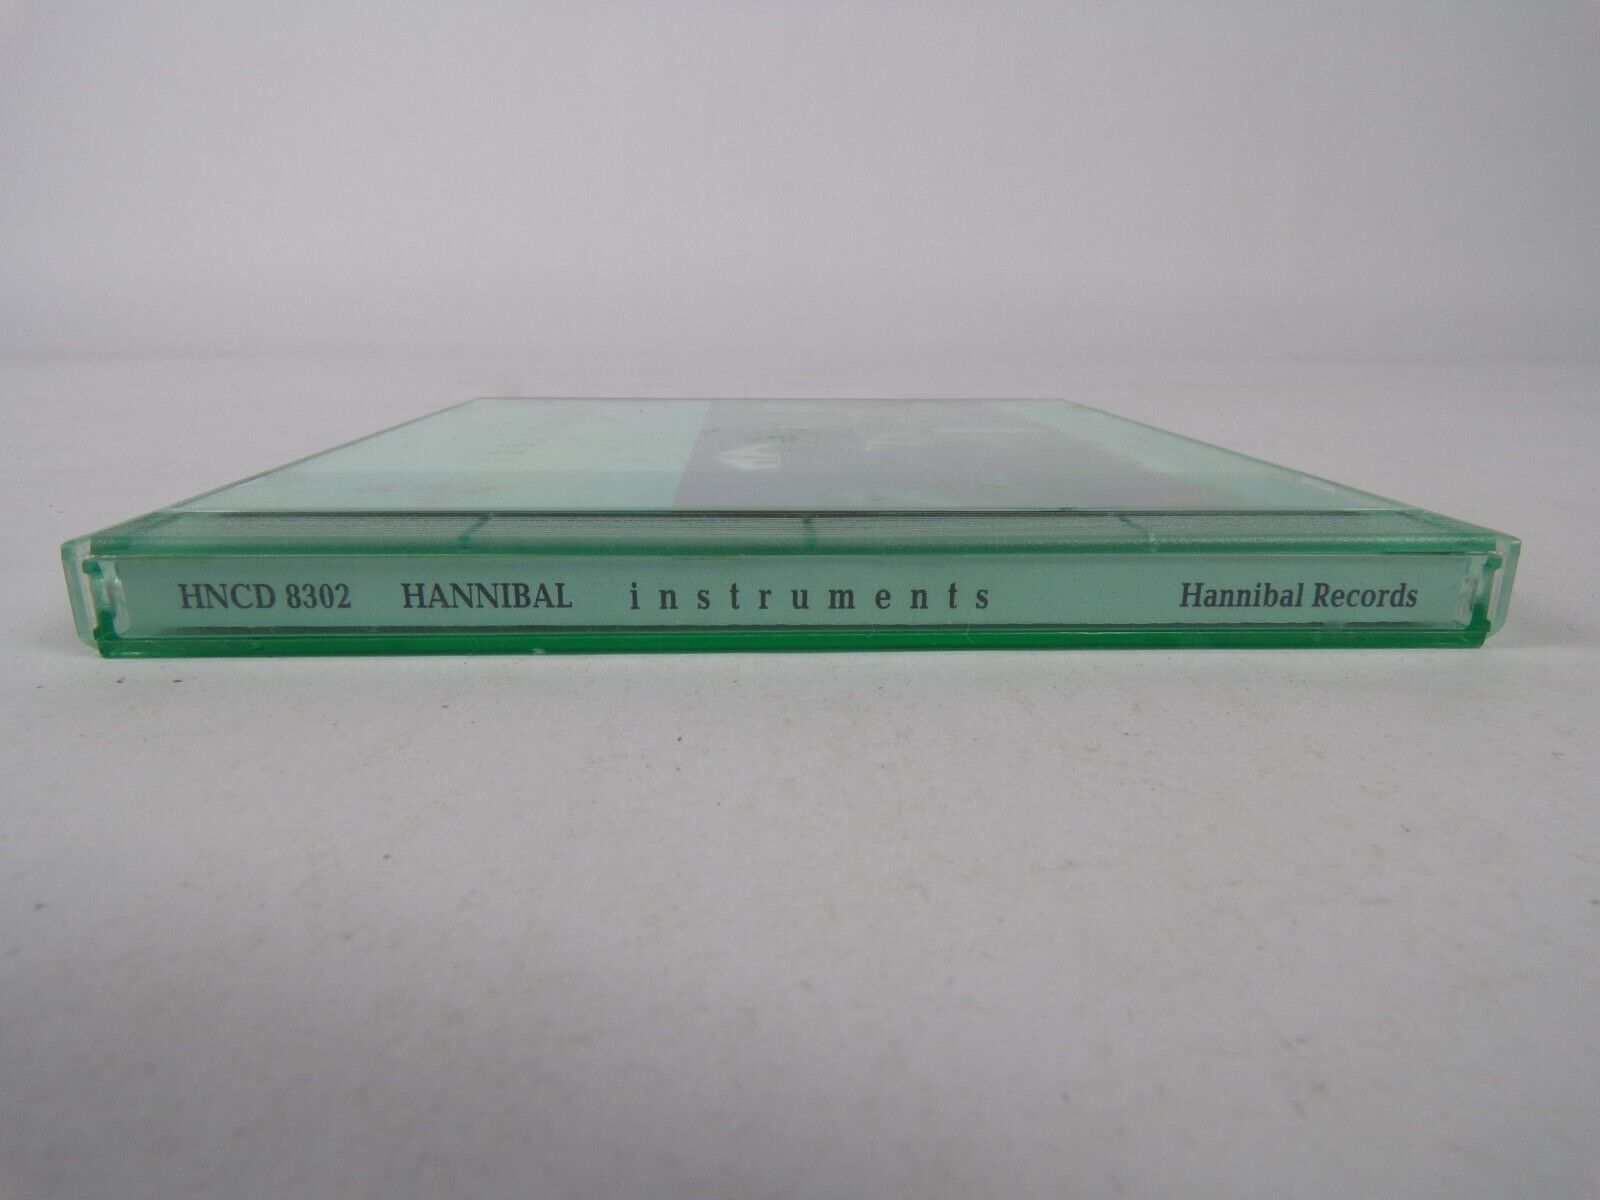 HNCD 8302 HANNIBAL instruments Hannibal Records